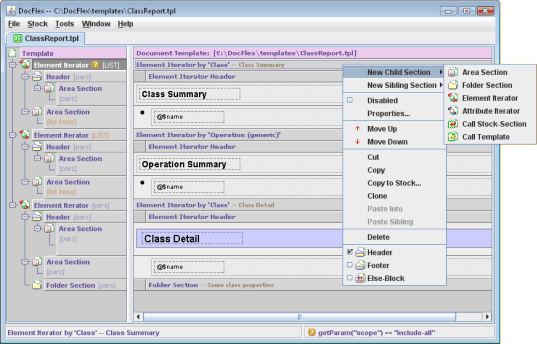 DocFlex -- C:\DocFlex\templates\ClassReport.tpl
File Stock Tools Window Help
ClassReport.tpl
Template
Document Template: [C:\DocFlex\templates\ClassReport.tpl]
Element Iterator ? [LIST]
Element Iterator by 'Class' -- Class Summary
Header [pars]
Element Iterator Header
Area Section
[pars]
Class Summary
Area Section
[list items]
@$name
Element Iterator [LIST]
Element Iterator by 'Operation (generic)'
Header [pars]
Element Iterator Header
Area Section
[pars]
Operation Summary
Area Section
[list items]
@$name
Element Iterator [pars]
Element Iterator by 'Class' -- Class Detail
Header [pars]
Element Iterator Header
Area Section
[pars]
Class Detail
Area Section
[pars]
@$name
Folder Section [pars]
Folder Section -- Some class properties
New Child Section
New Sibling Section
Disabled
Properties...
Move Up
Move Down
Cut
Copy
Copy to Stock...
Clone
Paste Into
Paste Sibling
Delete
Header
Footer
Else-Block
Area Section
Folder Section
Element Iterator
Attribute Iterator
Call Stock-Section
Call Template
Element Iterator by 'Class' -- Class Summary
? getParam("scope") == "include-all"